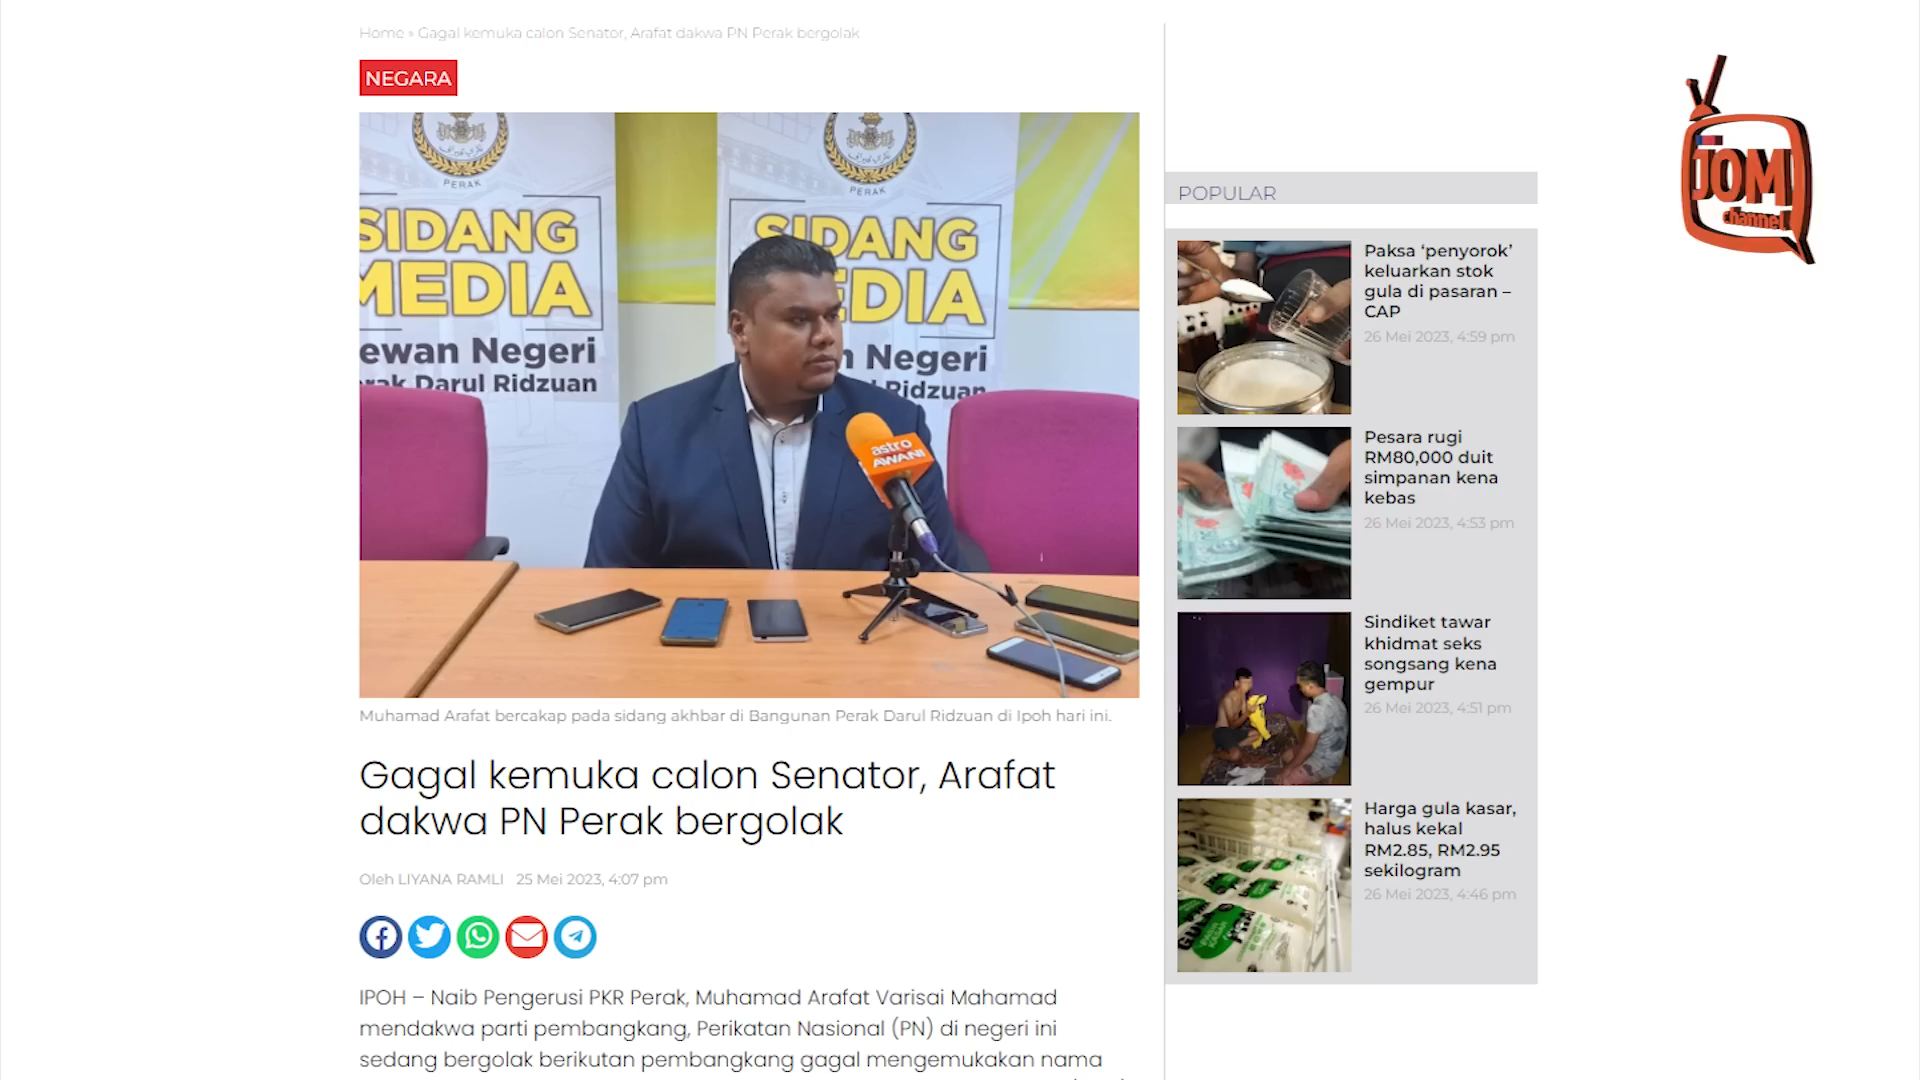 Home » Gagal kemuka calon Senator, Arafat dakwa PN Perak bergolak
NEGARA
PERAK
SIDANG
MEDIA
ewan Negeri
rak Darul Ridzuan
PERAK
SIDANG
EDIA
n Negeri
Ridzuan
astro
AWANI
Muhamad Arafat bercakap pada sidang akhbar di Bangunan Perak Darul Ridzuan di Ipoh hari ini.
Gagal kemuka calon Senator, Arafat
dakwa PN Perak bergolak
Oleh LIYANA RAMLI 25 Mei 2023, 4:07 pm
IPOH – Naib Pengerusi PKR Perak, Muhamad Arafat Varisai Mahamad
mendakwa parti pembangkang, Perikatan Nasional (PN) di negeri ini
sedang bergolak berikutan pembangkang gagal mengemukakan nama
POPULAR
Paksa ‘penyorok’
keluarkan stok
gula di pasaran –
CAP
26 Mei 2023, 4:59 pm
Pesara rugi
RM80,000 duit
simpanan kena
kebas
26 Mei 2023, 4:53 pm
Sindiket tawar
khidmat seks
songsang kena
gempur
26 Mei 2023, 4:51 pm
Harga gula kasar,
halus kekal
RM2.85, RM2.95
sekilogram
26 Mei 2023, 4:46 pm
JOM
channel